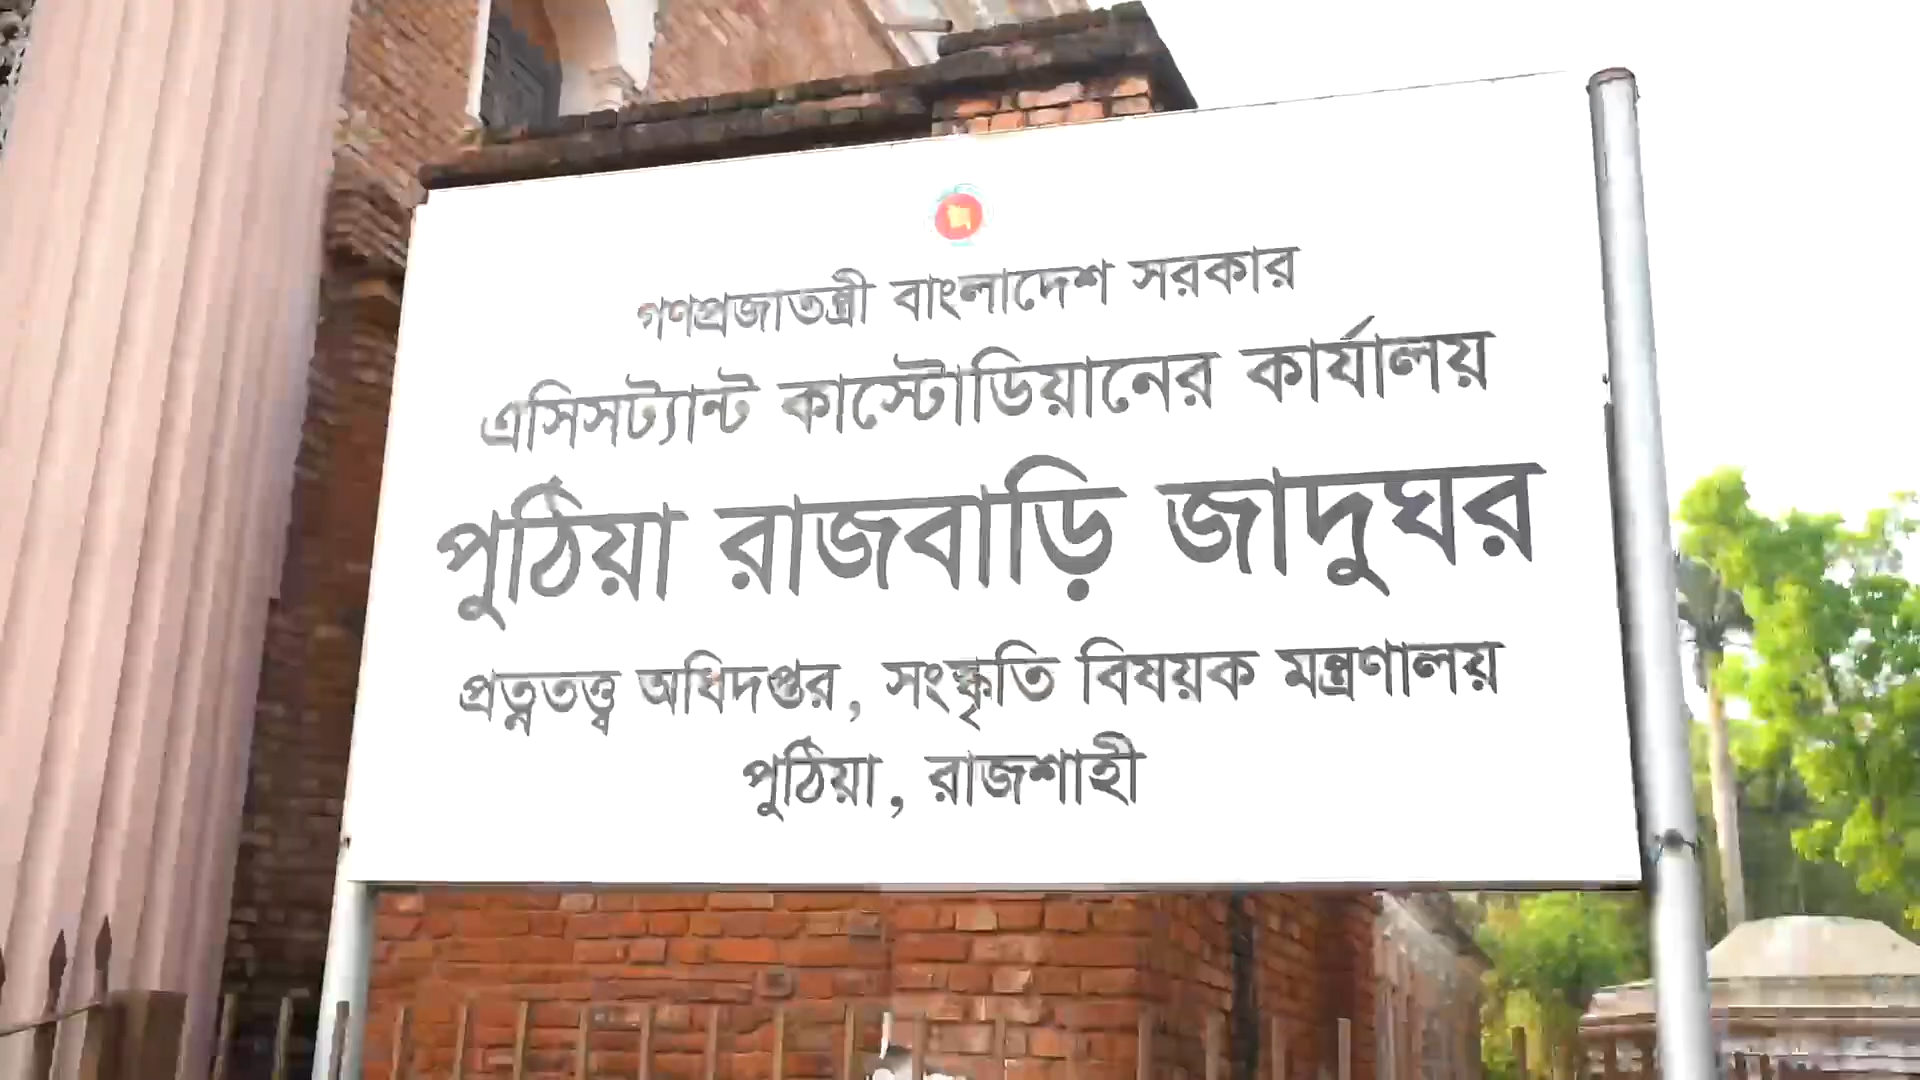 গণপ্রজাতন্ত্রী বাংলাদেশ সরকার
এসিসট্যান্ট কাস্টোডিয়ানের কার্যালয়
পুঠিয়া রাজবাড়ি জাদুঘর
প্রত্নতত্ত্ব অধিদপ্তর, সংস্কৃতি বিষয়ক মন্ত্রণালয়
পুঠিয়া, রাজশাহী